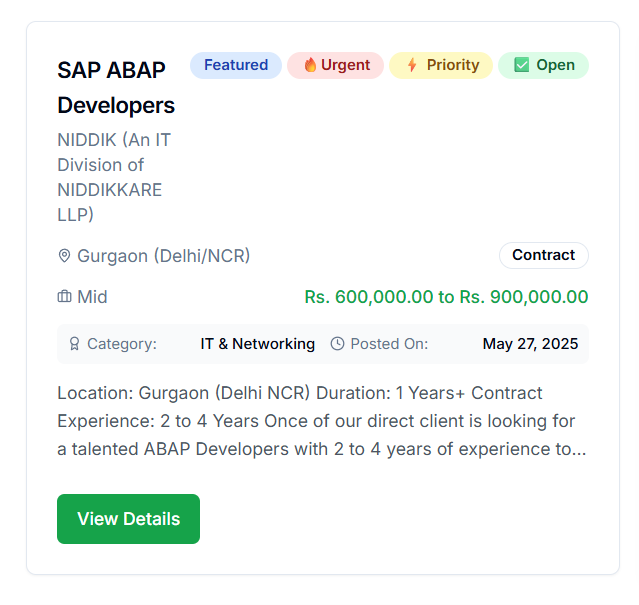 SAP ABAP Developers
Featured
🔥 Urgent
⚡ Priority
✅ Open
NIDDIK (An IT
Division of
NIDDIKKARE
LLP)
Gurgaon (Delhi/NCR)
Contract
Mid
Rs. 600,000.00 to Rs. 900,000.00
Category: IT & Networking
Posted On: May 27, 2025
Location: Gurgaon (Delhi NCR) Duration: 1 Years+ Contract
Experience: 2 to 4 Years Once of our direct client is looking for
a talented ABAP Developers with 2 to 4 years of experience to...
View Details